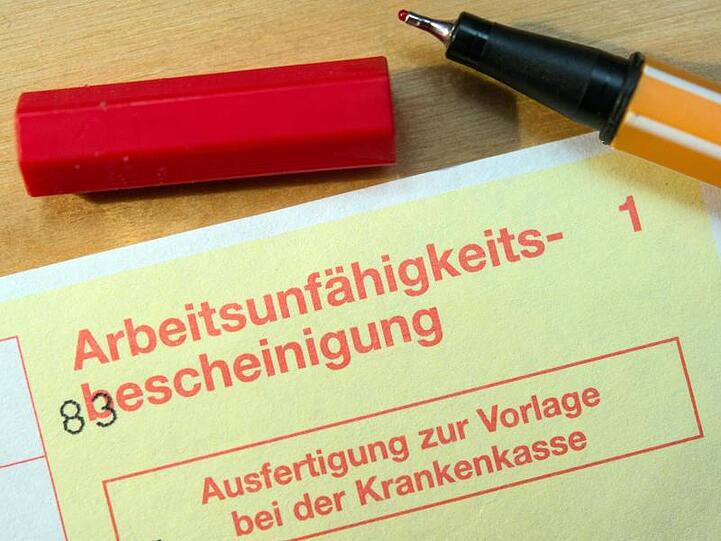 Arbeitsunfähigkeits- 1
bescheinigung
83
Ausfertigung zur Vorlage
bei der Krankenkasse